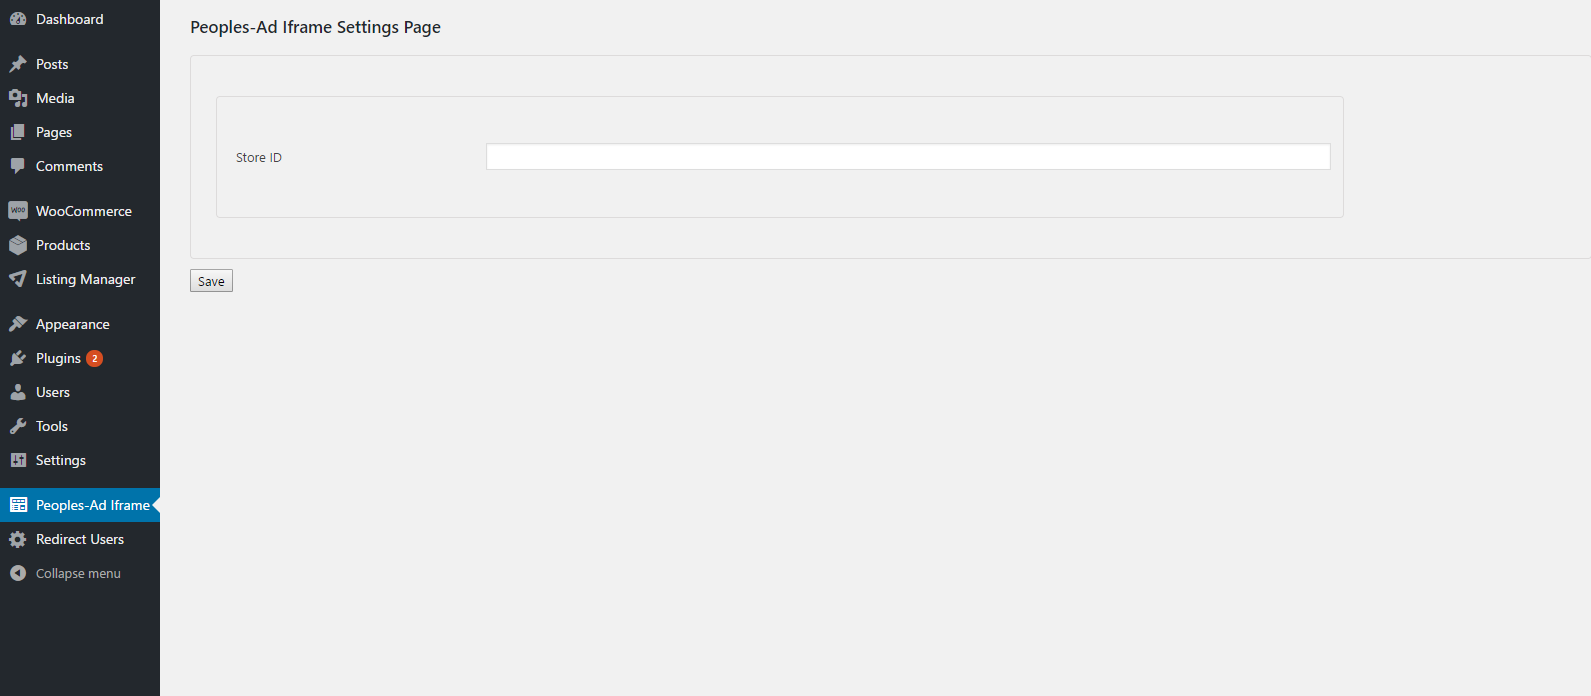 Dashboard
Posts
Media
Pages
Comments
Woo WooCommerce
Products
Listing Manager
Appearance
Plugins 2
Users
Tools
Settings
Peoples-Ad Iframe
Redirect Users
Collapse menu
Peoples-Ad Iframe Settings Page
Store ID
Save